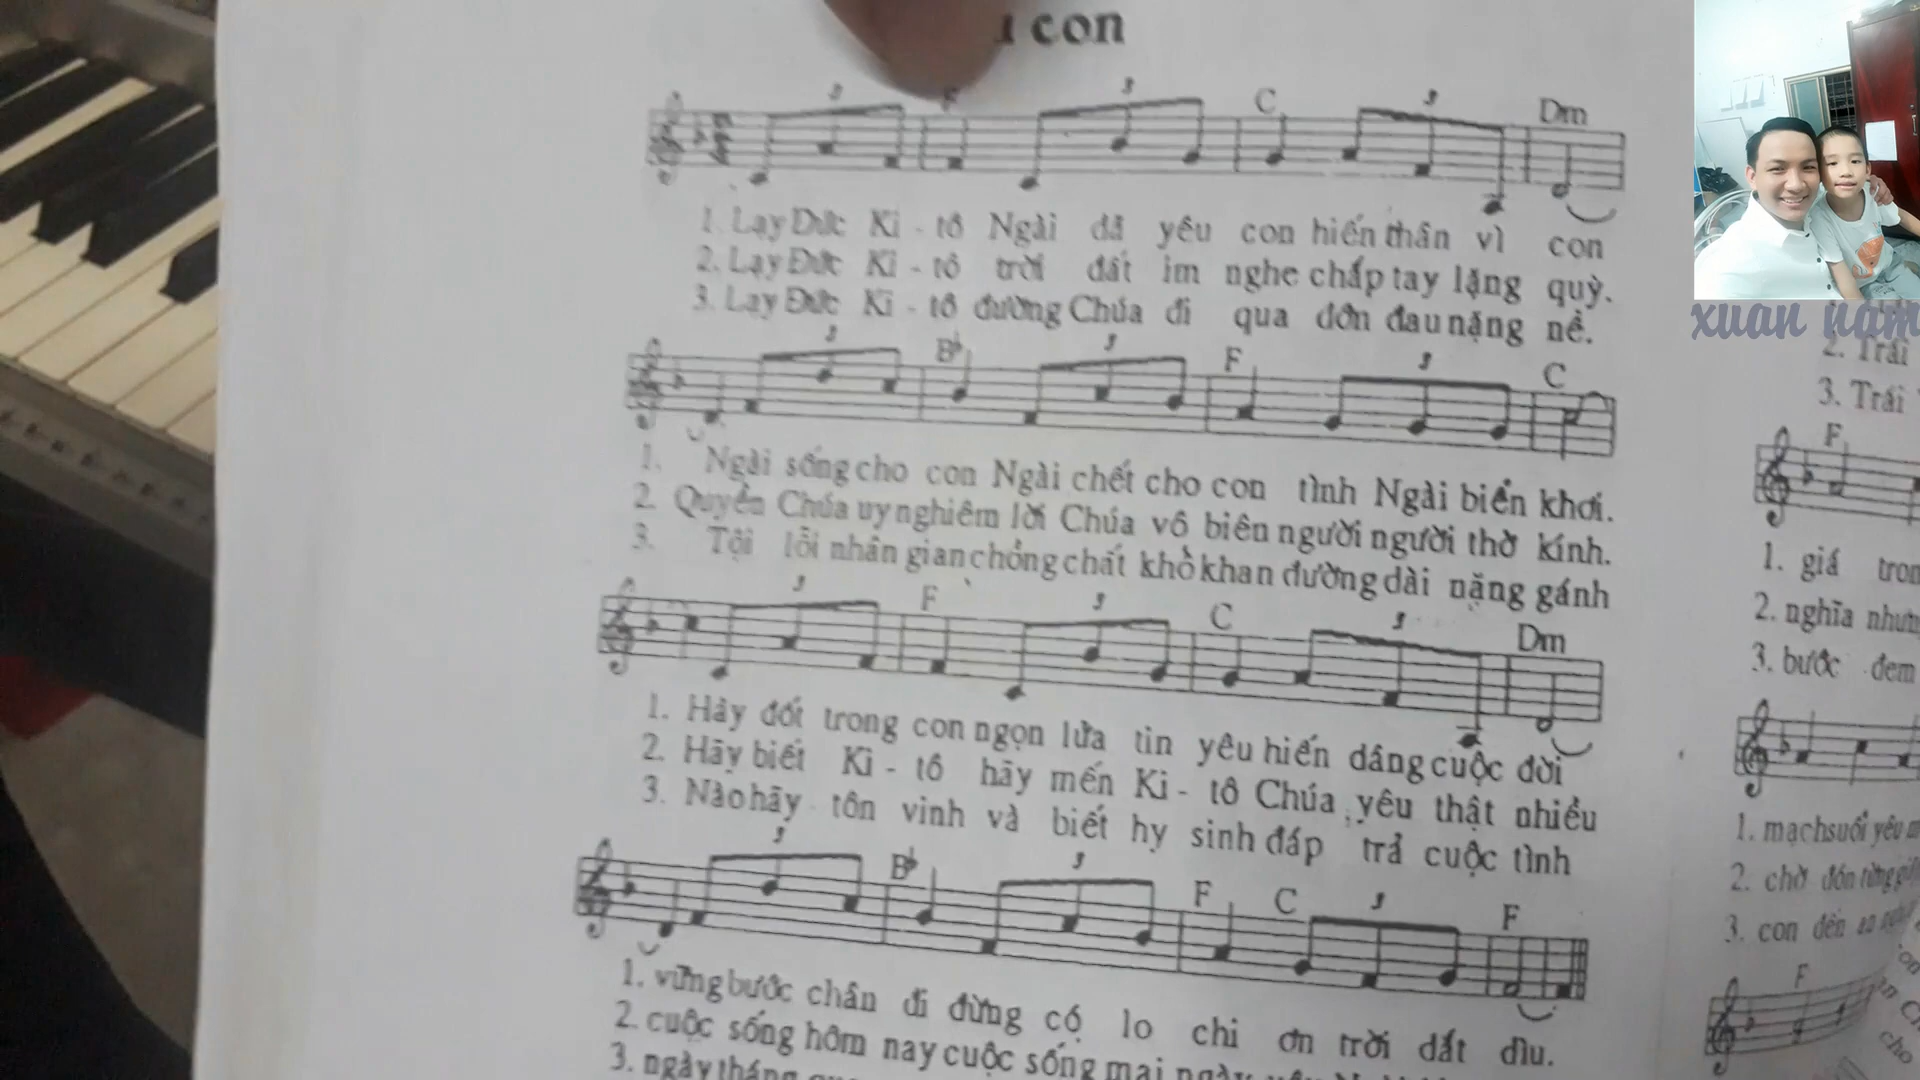 con
F C Dm
1. Lạy Đức Ki - tô Ngài đã yêu con hiến thân vì con
2. Lạy Đức Ki - tô trời đất im nghe chắp tay lặng quỳ.
3. Lạy Đức Ki - tô đường Chúa đi qua đớn đau nặng nề.
B♭ F C
1. Ngài sống cho con Ngài chết cho con tình Ngài biển khơi.
2. Quyền Chúa uy nghiêm lời Chúa vô biên người người thờ kính.
3. Tội lỗi nhân gian chồng chất khổ khan đường dài nặng gánh
F C Dm
1. Hãy đốt trong con ngọn lửa tin yêu hiến dâng cuộc đời
2. Hãy biết Ki - tô hãy mến Ki - tô Chúa yêu thật nhiều
3. Nào hãy tôn vinh và biết hy sinh đáp trả cuộc tình
B♭ F C F
1. vững bước chân đi đừng có lo chi ơn trời dắt dìu.
2. cuộc sống hôm nay cuộc sống mai ngày
3. ngày tháng
xuan nam
2. Trái
3. Trái
F
1. giá
2. nghĩa
3. bước đem
1. mạch suối yêu
2. chờ đón từng
3. con đến
F